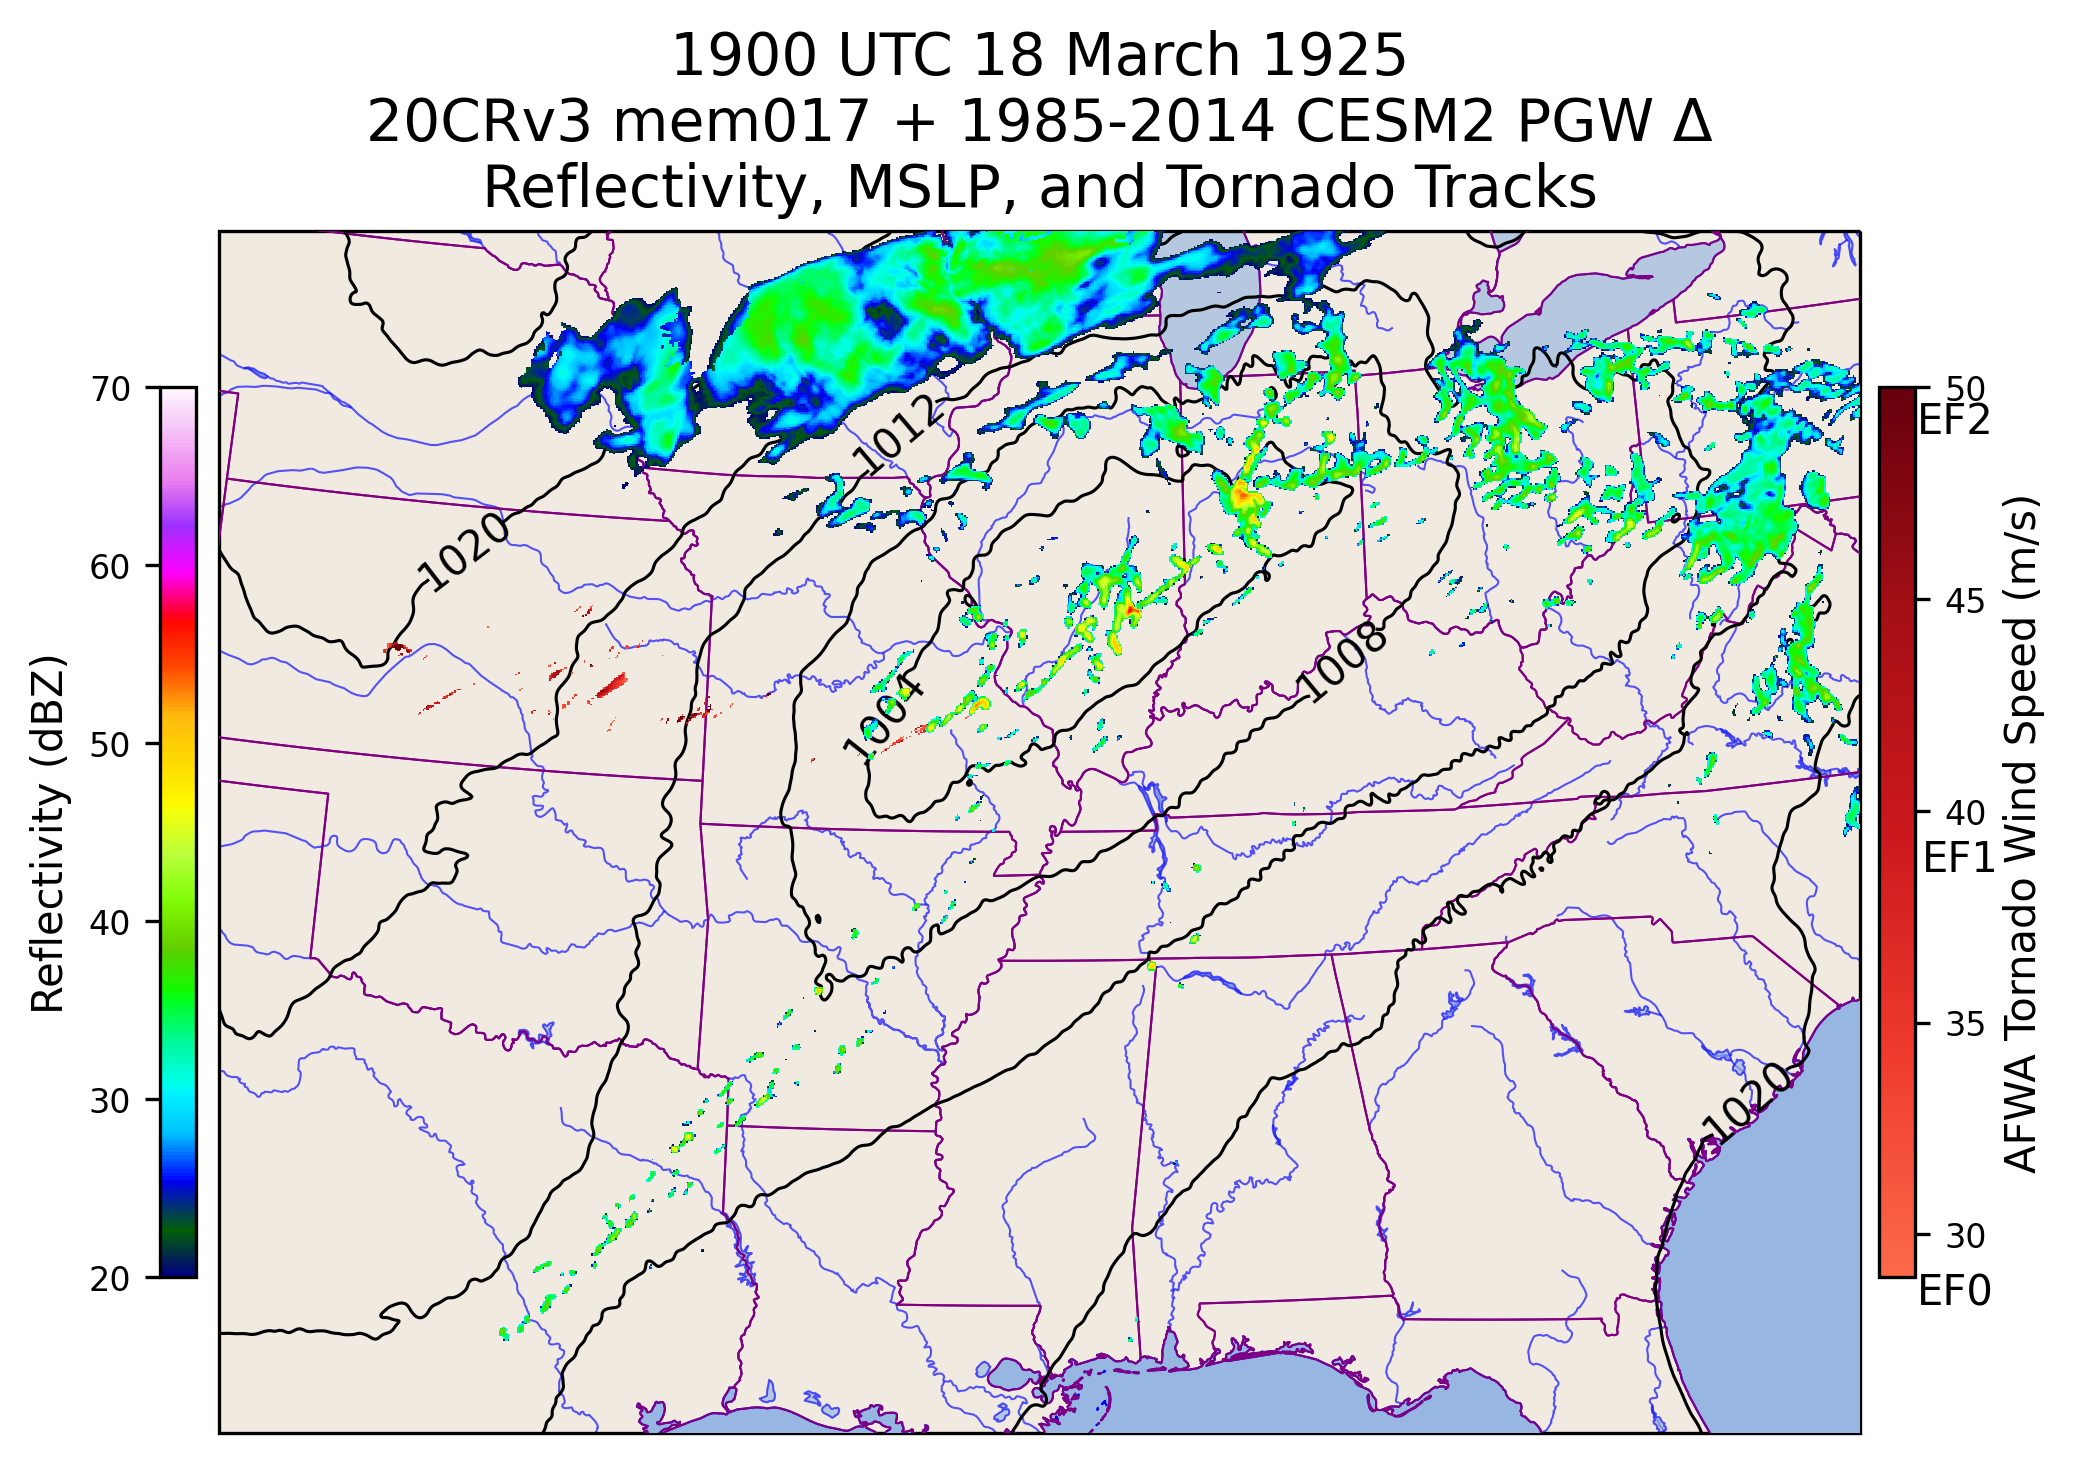 1900 UTC 18 March 1925
20CRv3 mem017 + 1985-2014 CESM2 PGW Δ
Reflectivity, MSLP, and Tornado Tracks
Reflectivity (dBZ)
70
60
50
40
30
20
1012
1020
1004
1008
1020
50
EF2
45
40
EF1
35
30
EF0
AFWA Tornado Wind Speed (m/s)